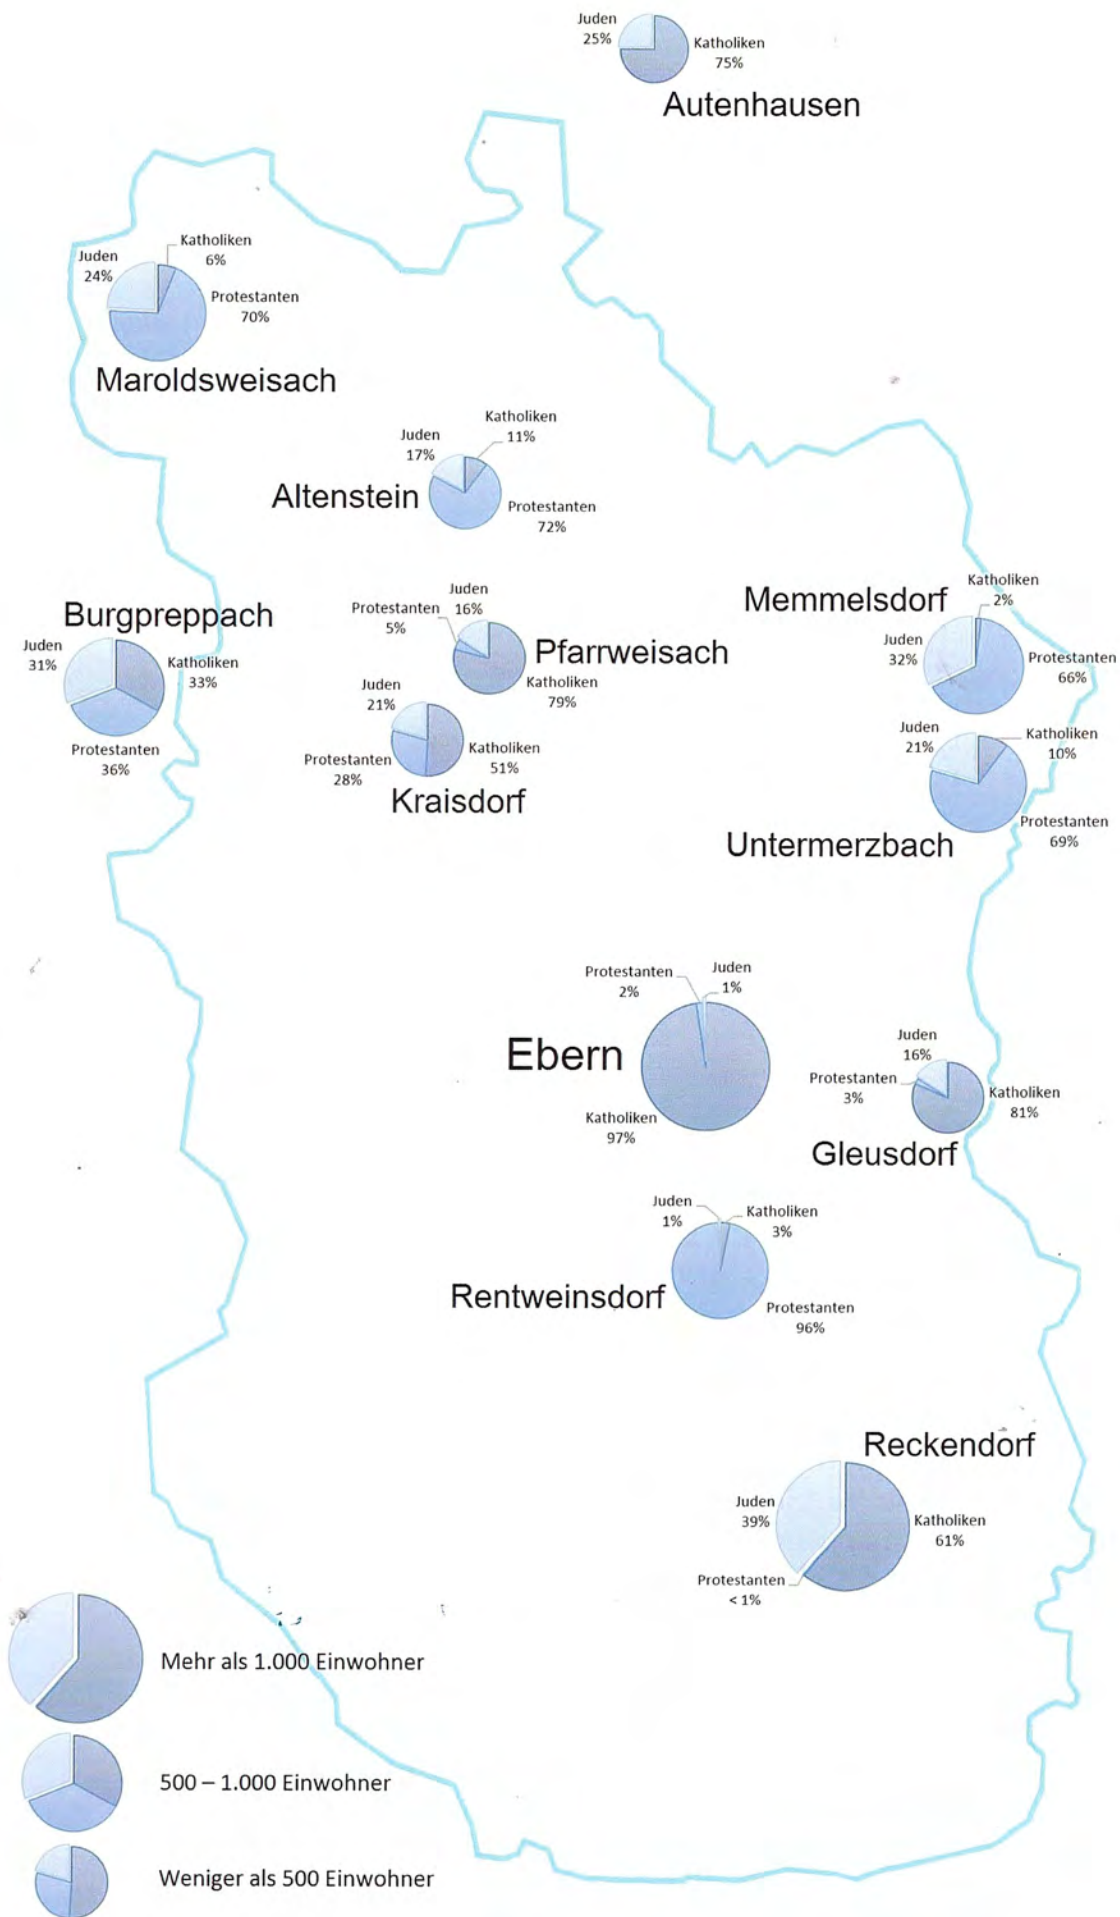 Juden
25%
Katholiken
75%
Autenhausen
Katholiken
6%
Juden
24%
Protestanten
70%
Maroldsweisach
Katholiken
11%
Juden
17%
Altenstein
Protestanten
72%
Burgpreppach
Juden
31%
Katholiken
33%
Protestanten
36%
Juden
16%
Protestanten
5%
Pfarrweisach
Katholiken
79%
Juden
21%
Katholiken
51%
Protestanten
28%
Kraisdorf
Memmelsdorf
Katholiken
2%
Juden
32%
Protestanten
66%
Juden
21%
Katholiken
10%
Protestanten
69%
Untermerzbach
Protestanten
2%
Juden
1%
Ebern
Katholiken
97%
Juden
16%
Protestanten
3%
Katholiken
81%
Gleusdorf
Juden
1%
Katholiken
3%
Rentweinsdorf
Protestanten
96%
Reckendorf
Juden
39%
Katholiken
61%
Protestanten
< 1%
Mehr als 1.000 Einwohner
500 – 1.000 Einwohner
Weniger als 500 Einwohner